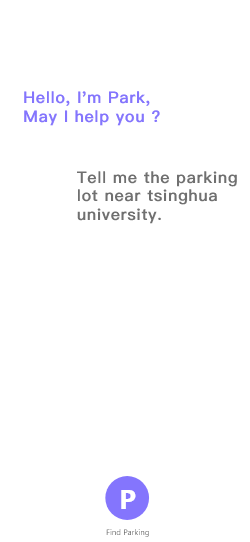 Hello, I'm Park,
May I help you ?
Tell me the parking
lot near tsinghua
university.
P
Find Parking